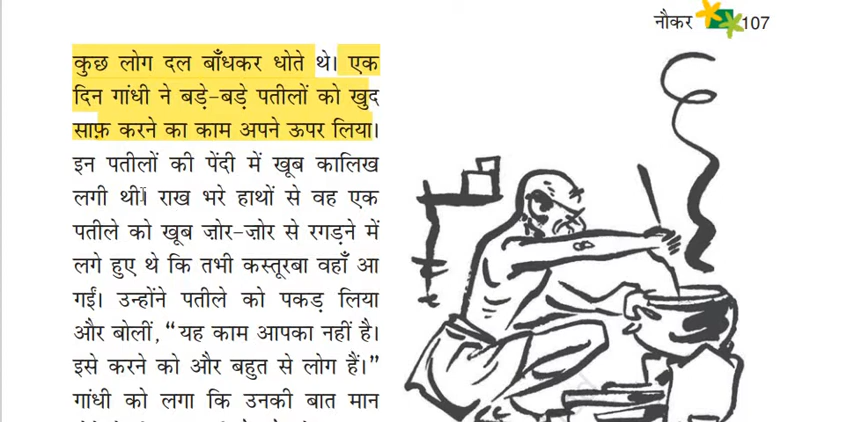 नौकर 107
कुछ लोग दल बाँधकर धोते थे। एक
दिन गांधी ने बड़े-बड़े पतीलों को खुद
साफ़ करने का काम अपने ऊपर लिया।
इन पतीलों की पेंदी में खूब कालिख
लगी थी। राख भरे हाथों से वह एक
पतीले को खूब ज़ोर-ज़ोर से रगड़ने में
लगे हुए थे कि तभी कस्तूरबा वहाँ आ
गईं। उन्होंने पतीले को पकड़ लिया
और बोलीं, “यह काम आपका नहीं है।
इसे करने को और बहुत से लोग हैं।”
गांधी को लगा कि उनकी बात मान